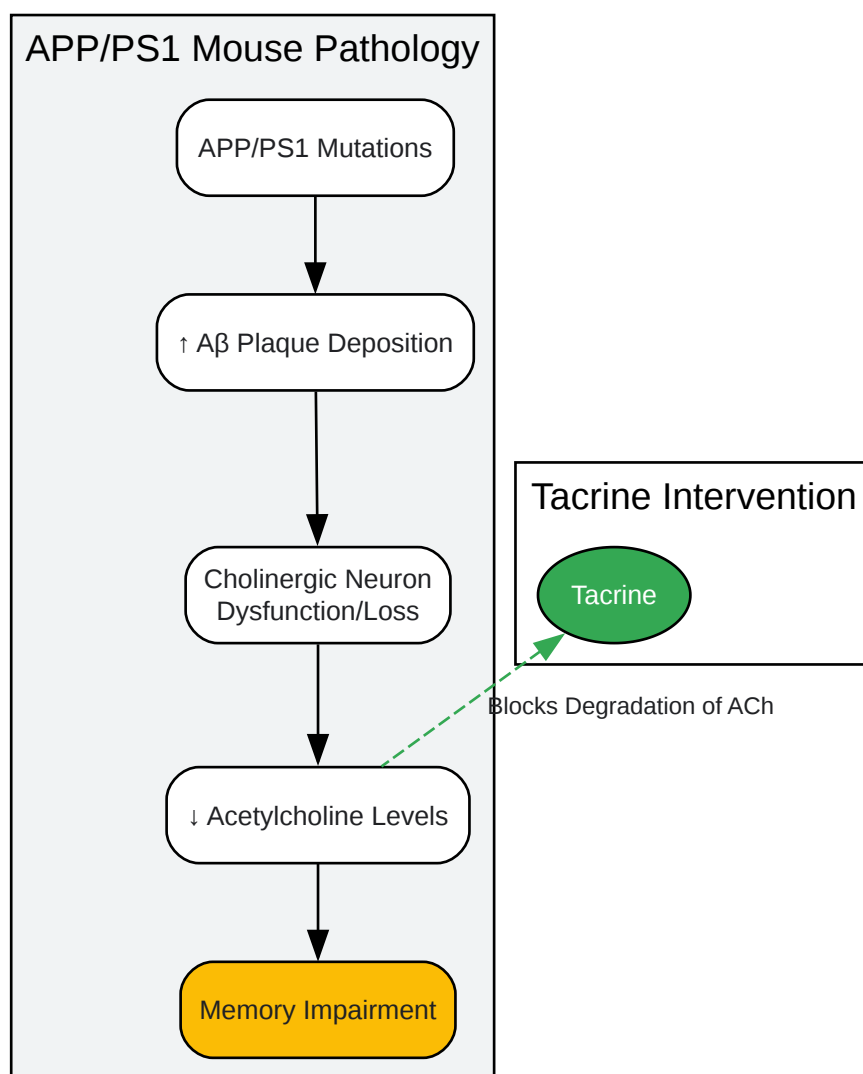 APP/PS1 Mouse Pathology
APP/PS1 Mutations
↑ Aβ Plaque Deposition
Cholinergic Neuron
Dysfunction/Loss
Tacrine Intervention
Tacrine
Blocks Degradation of ACh
↓ Acetylcholine Levels
Memory Impairment